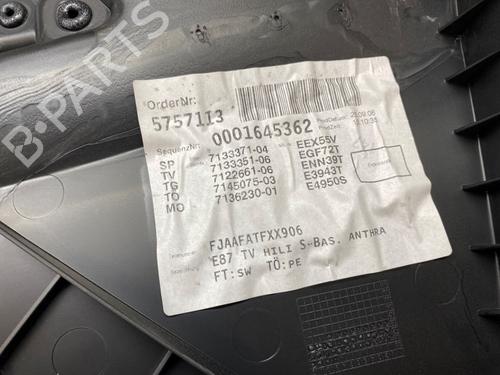 B-PARTS
OrderNr:
5757113
0001645362
SequenzNr:
SP 7133371-04 EEX55V
TV 7133351-06 EGF72T
TG 7122661-06 ENN39T
TO 7145075-03 E3943T
MO 7136230-01 E4950S
FJAAFATFXX906
E87 TV HILI S-BAS. ANTHRA
FT:SW TÖ:PE